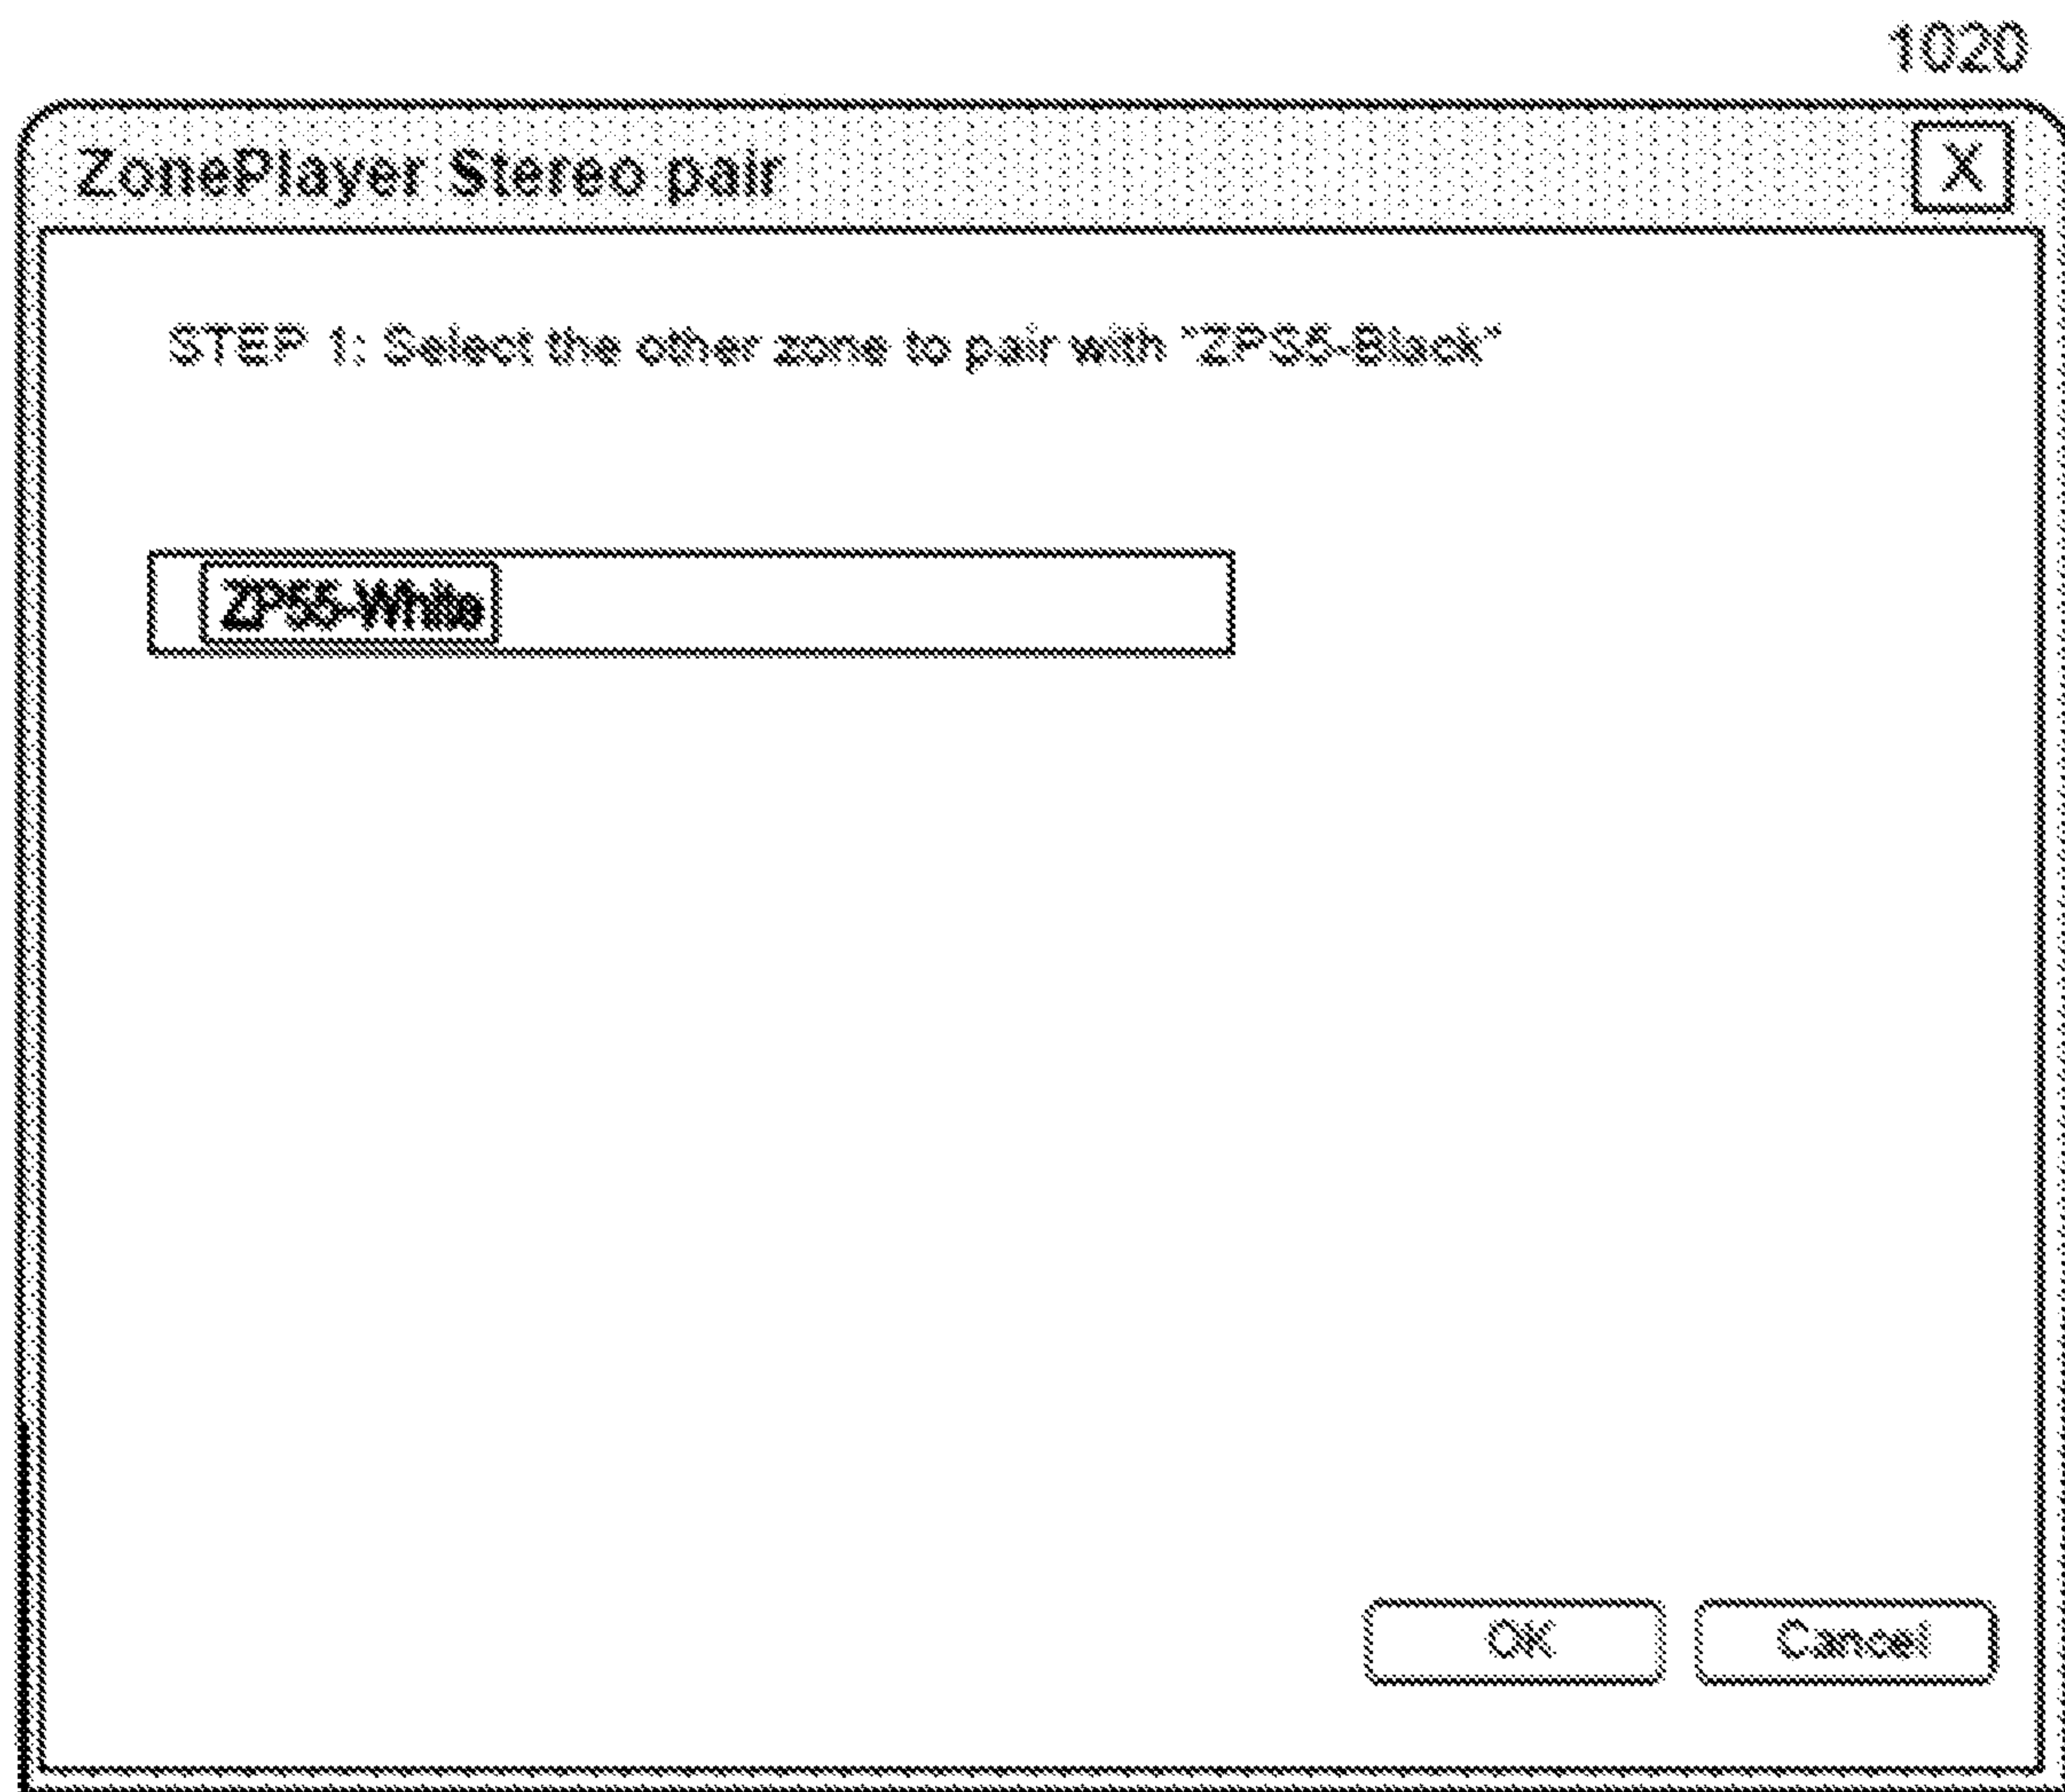 1020
ZonePlayer Stereo pair
X
STEP 1: Select the other zone to pair with "ZPS5-Black"
ZPS5-White
OK
Cancel